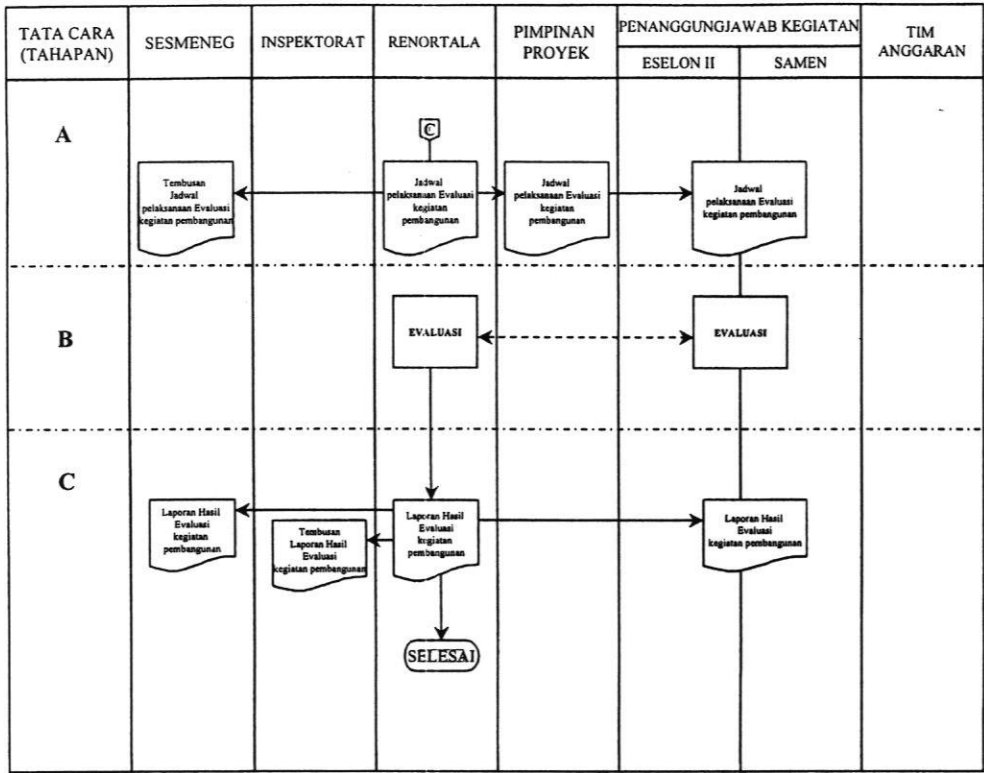 TATA CARA
(TAHAPAN)
SESMENEG
INSPEKTORAT
RENORTALA
PIMPINAN
PROYEK
PENANGGUNGJAWAB KEGIATAN
ESELON II
SAMEN
TIM
ANGGARAN
A
C
Tembusan
Jadwal
pelaksanaan Evaluasi
kegiatan pembangunan
Jadwal
pelaksanaan Evaluasi
kegiatan
pembangunan
Jadwal
pelaksanaan Evaluasi
kegiatan
pembangunan
Jadwal
pelaksanaan Evaluasi
kegiatan pembangunan
B
EVALUASI
EVALUASI
C
Laporan Hasil
Evaluasi
kegiatan
pembangunan
Tembusan
Laporan Hasil
Evaluasi
kegiatan pembangunan
Laporan Hasil
Evaluasi
kegiatan
pembangunan
Laporan Hasil
Evaluasi
kegiatan pembangunan
SELESAI